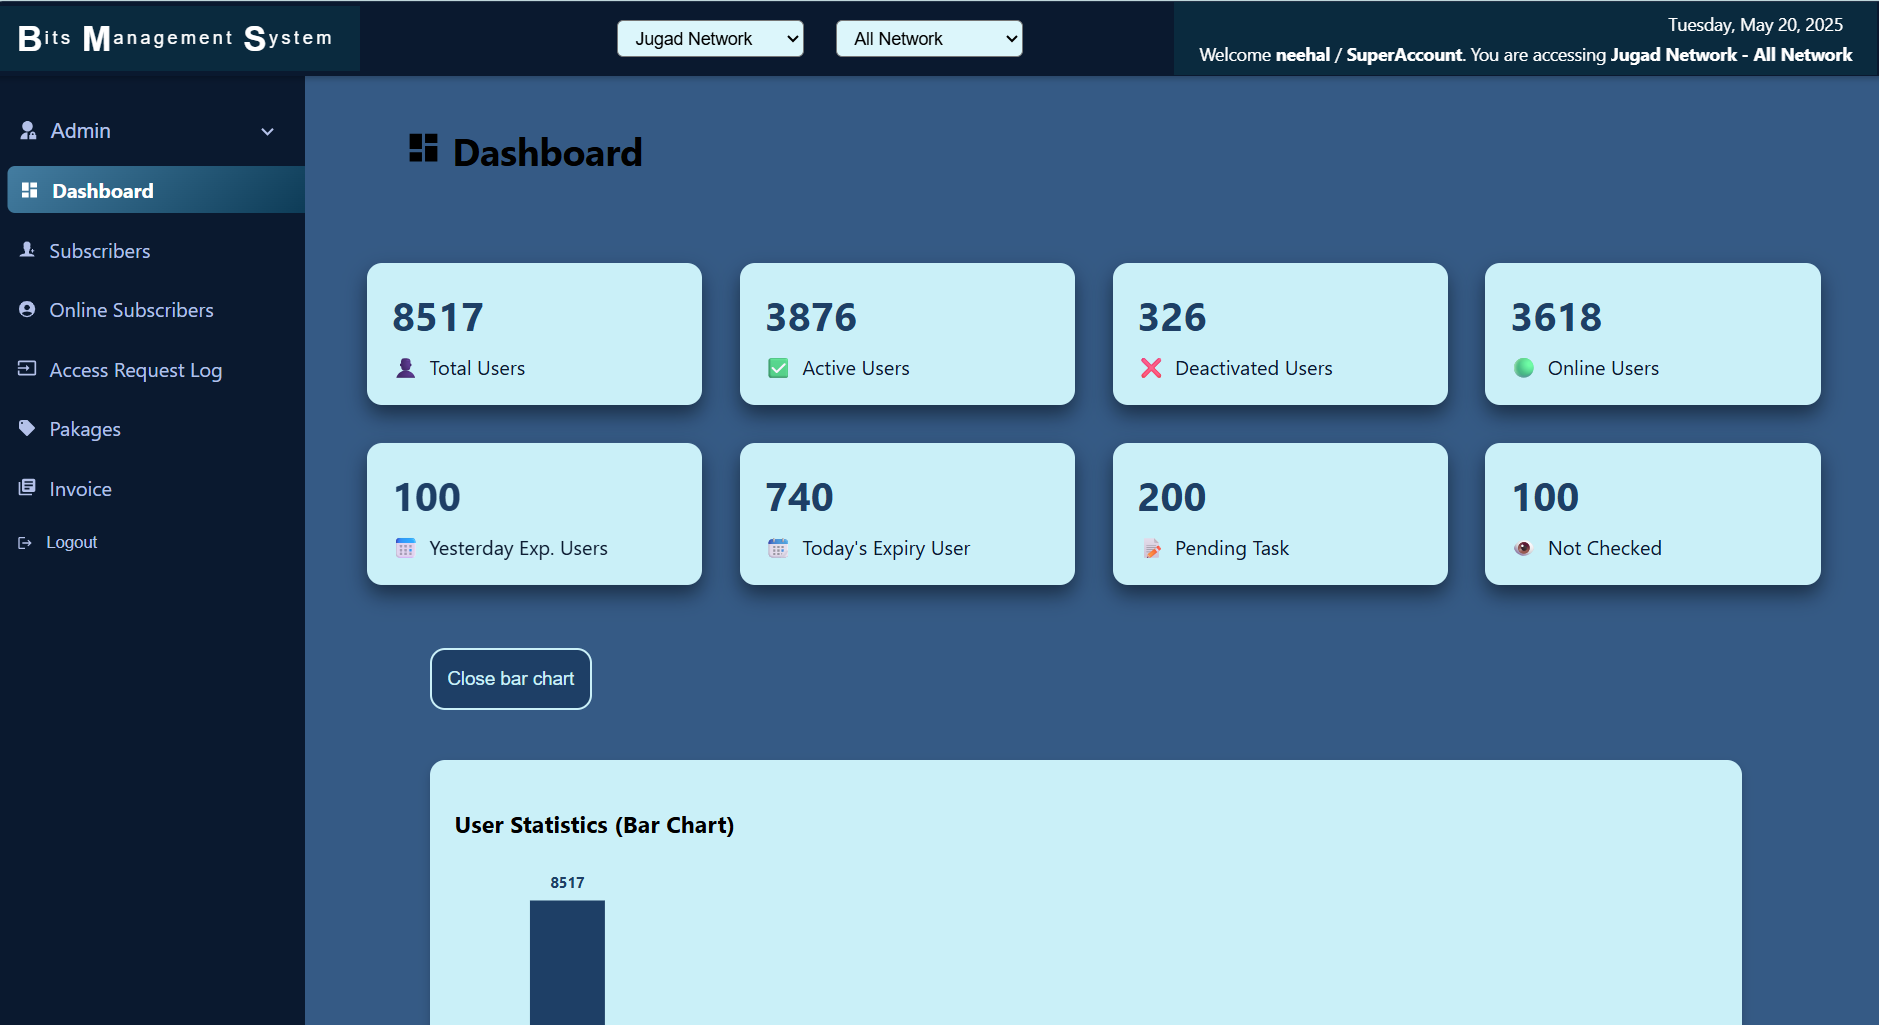 Bits Management System
Jugad Network
All Network
Tuesday, May 20, 2025
Welcome neehal / SuperAccount. You are accessing Jugad Network - All Network
Admin
Dashboard
Subscribers
Online Subscribers
Access Request Log
Pakages
Invoice
Logout
Dashboard
8517
Total Users
3876
Active Users
326
Deactivated Users
3618
Online Users
100
Yesterday Exp. Users
740
Today's Expiry User
200
Pending Task
100
Not Checked
Close bar chart
User Statistics (Bar Chart)
8517